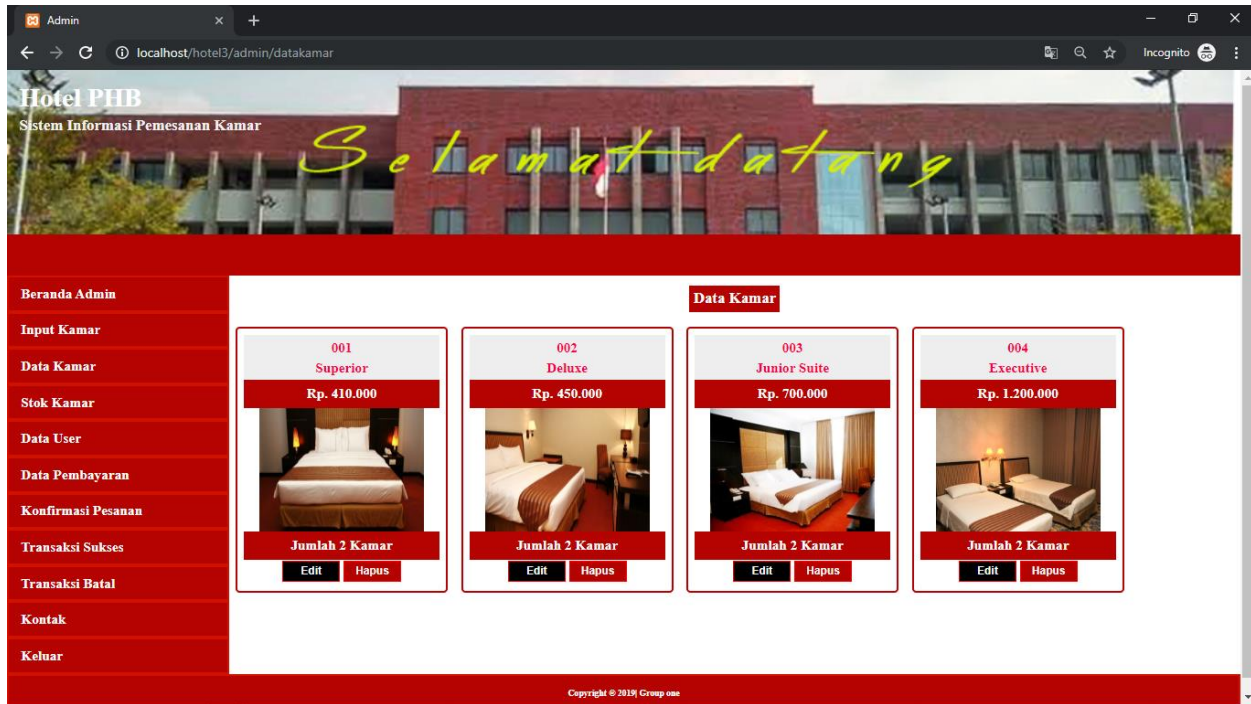 Admin
localhost/hotel3/admin/datakamar
Incognito
Hotel PHB
Sistem Informasi Pemesanan Kamar
Selamat datang
Beranda Admin
Input Kamar
Data Kamar
Stok Kamar
Data User
Data Pembayaran
Konfirmasi Pesanan
Transaksi Sukses
Transaksi Batal
Kontak
Keluar
Data Kamar
001
Superior
Rp. 410.000
Jumlah 2 Kamar
Edit Hapus
002
Deluxe
Rp. 450.000
Jumlah 2 Kamar
Edit Hapus
003
Junior Suite
Rp. 700.000
Jumlah 2 Kamar
Edit Hapus
004
Executive
Rp. 1.200.000
Jumlah 2 Kamar
Edit Hapus
Copyright © 2019| Group one